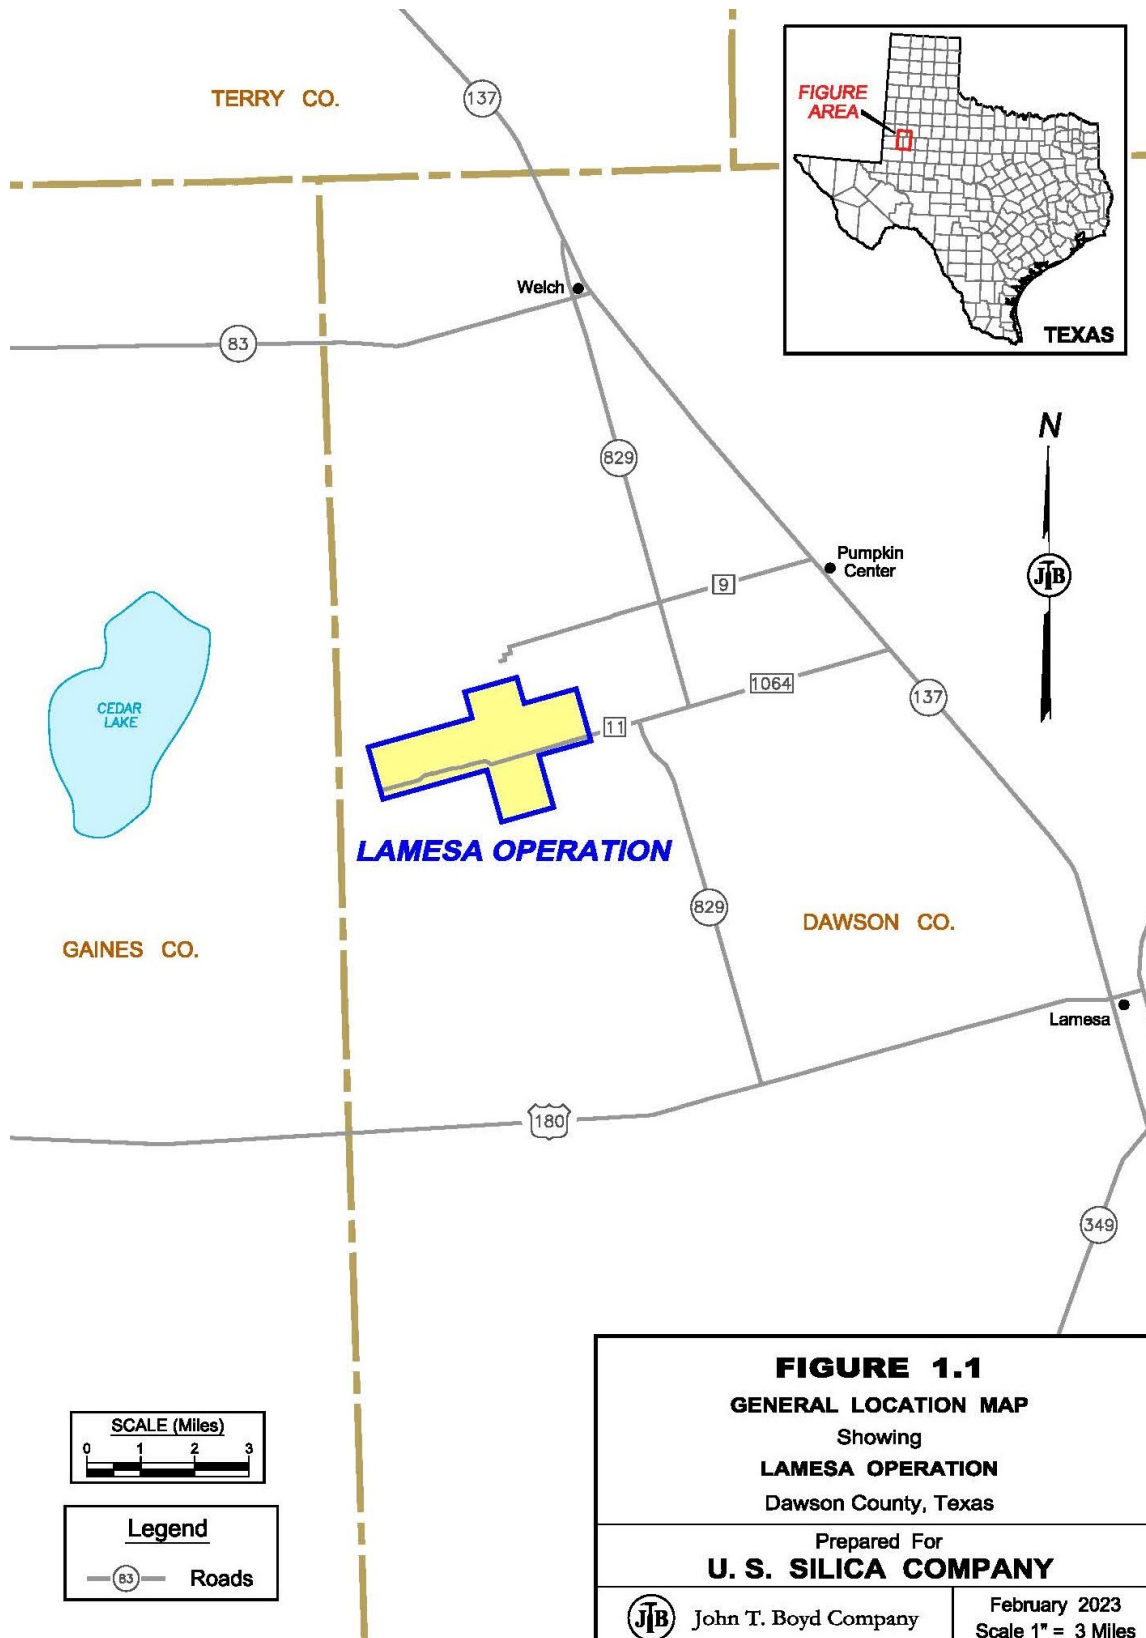 TERRY CO.
137
FIGURE
AREA
TEXAS
Welch
83
N
829
JTB
Pumpkin
Center
9
1064
137
CEDAR
LAKE
11
LAMESA OPERATION
829
DAWSON CO.
GAINES CO.
Lamesa
180
349
SCALE (Miles)
0 1 2 3
Legend
83 Roads
FIGURE 1.1
GENERAL LOCATION MAP
Showing
LAMESA OPERATION
Dawson County, Texas
Prepared For
U. S. SILICA COMPANY
JTB John T. Boyd Company
February 2023
Scale 1" = 3 Miles